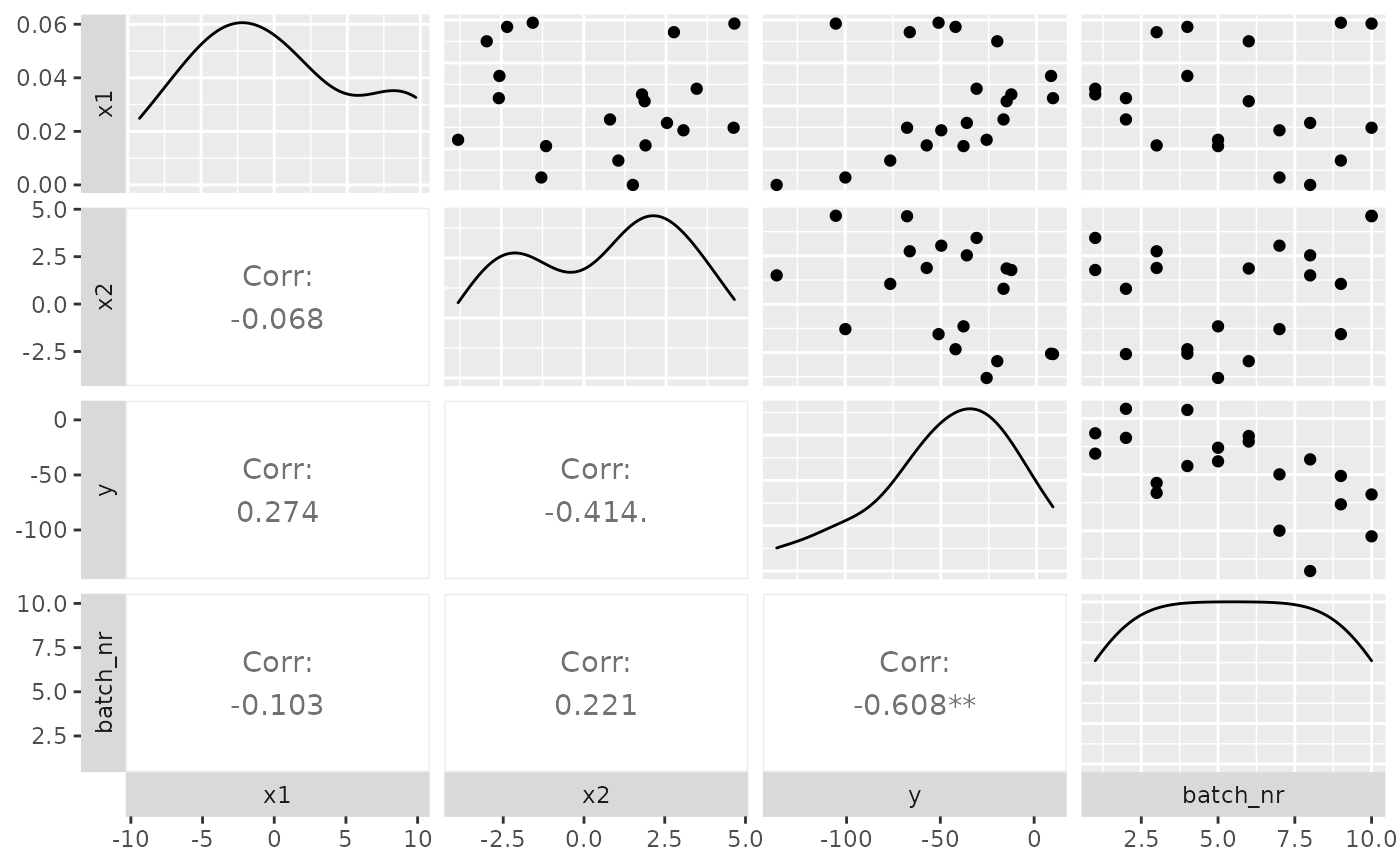 0.06
0.04
0.02
0.00
x1
5.0
2.5
0.0
-2.5
x2
Corr:
-0.068
0
-50
-100
y
Corr:
0.274
Corr:
-0.414.
10.0
7.5
5.0
2.5
batch_nr
Corr:
-0.103
Corr:
0.221
Corr:
-0.608**
x1 x2 y batch_nr
-10 -5 0 5 10 -2.5 0.0 2.5 5.0 -100 -50 0 2.5 5.0 7.5 10.0